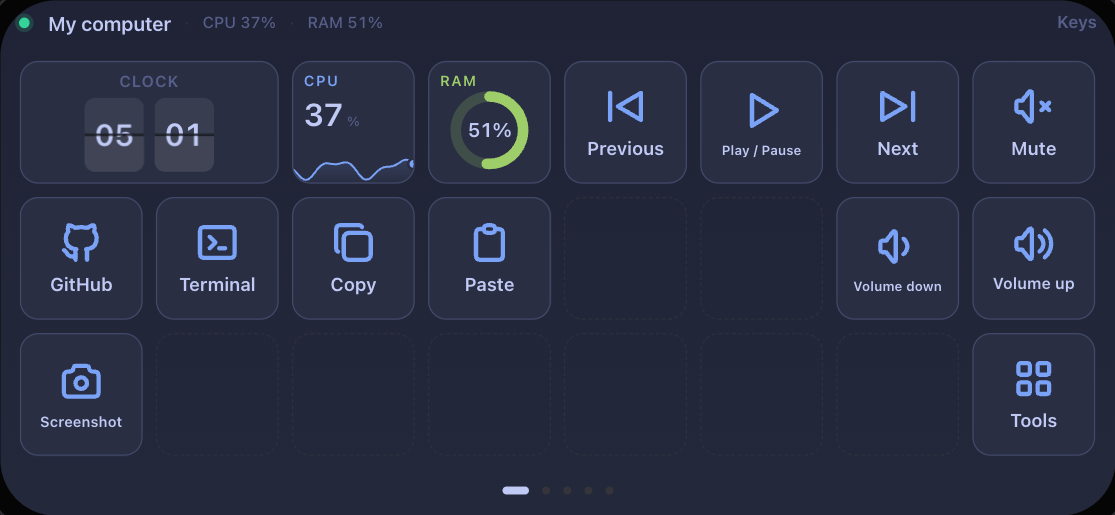 My computer · CPU 37% · RAM 51%
Keys
CLOCK
05 01
CPU
37 %
RAM
51%
Previous
Play / Pause
Next
Mute
GitHub
Terminal
Copy
Paste
Volume down
Volume up
Screenshot
Tools